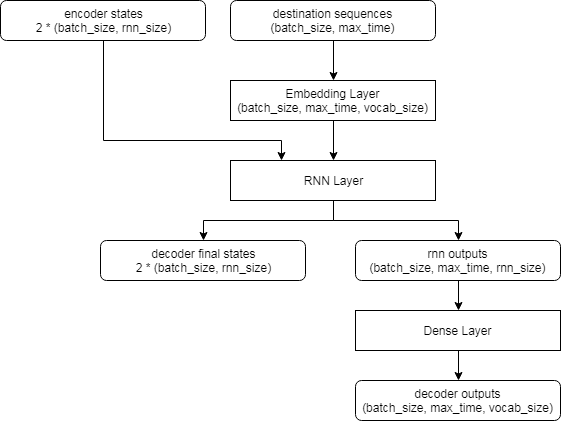 encoder states
2 * (batch_size, rnn_size)
destination sequences
(batch_size, max_time)
Embedding Layer
(batch_size, max_time, vocab_size)
RNN Layer
decoder final states
2 * (batch_size, rnn_size)
rnn outputs
(batch_size, max_time, rnn_size)
Dense Layer
decoder outputs
(batch_size, max_time, vocab_size)